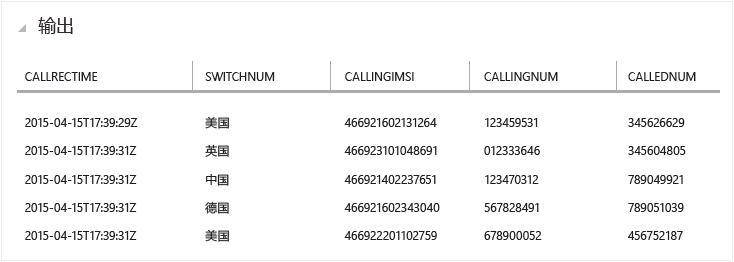 输出
CALLRECTIME SWITCHNUM CALLINGIMSI CALLINGNUM CALLEDNUM
2015-04-15T17:39:29Z 美国 466921602131264 123459531 345626629
2015-04-15T17:39:31Z 英国 466923101048691 012333646 345604805
2015-04-15T17:39:31Z 中国 466921402237651 123470312 789049921
2015-04-15T17:39:31Z 德国 466921602343040 567828491 789051039
2015-04-15T17:39:31Z 美国 466922201102759 678900052 456752187